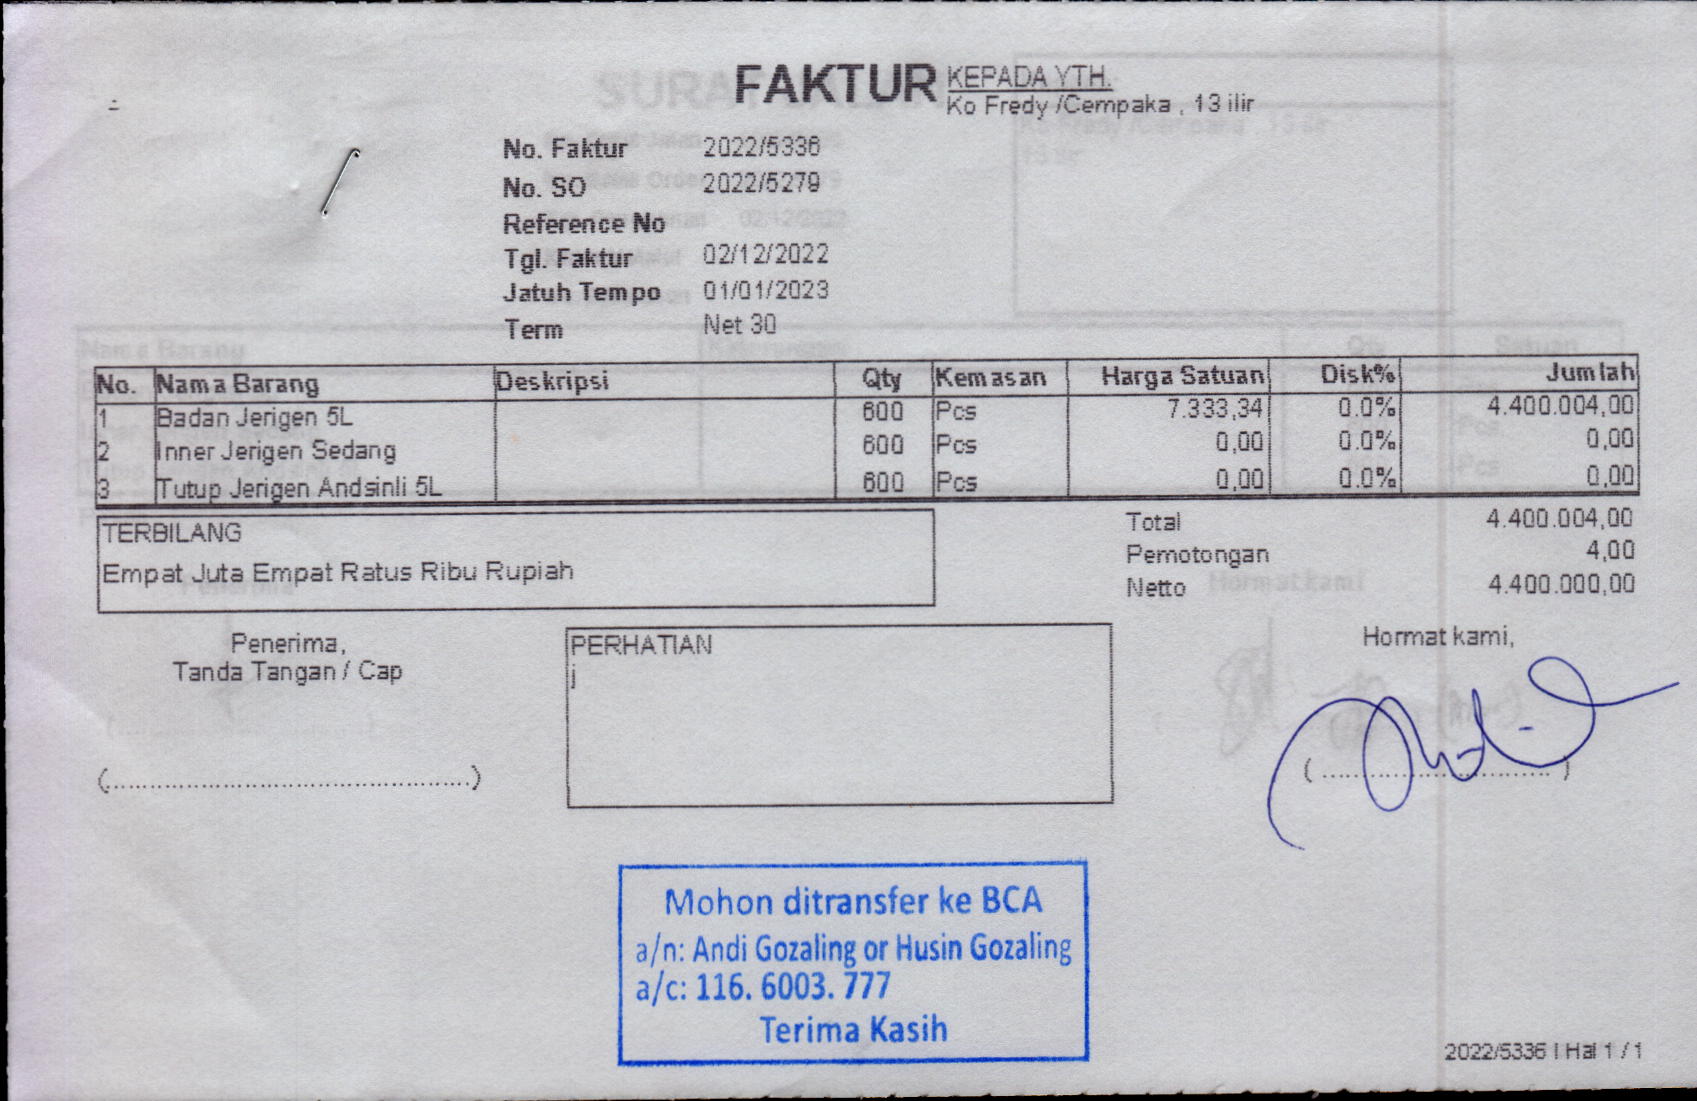 FAKTUR
KEPADA YTH.
Ko Fredy /Cempaka , 13 ilir
No. Faktur 2022/5336
No. SO 2022/5279
Reference No
Tgl. Faktur 02/12/2022
Jatuh Tempo 01/01/2023
Term Net 30
No. Nama Barang Deskripsi Qty Kemasan Harga Satuan Disk% Jumlah
1 Badan Jerigen 5L 600 Pcs 7.333,34 0.0% 4.400.004,00
2 Inner Jerigen Sedang 600 Pcs 0,00 0.0% 0,00
3 Tutup Jerigen Andsinli 5L 600 Pcs 0,00 0.0% 0,00
TERBILANG
Empat Juta Empat Ratus Ribu Rupiah
Total 4.400.004,00
Pemotongan 4,00
Netto 4.400.000,00
Penerima,
Tanda Tangan / Cap
(................................................)
PERHATIAN
j
Hormat kami,
( .............................. )
Mohon ditransfer ke BCA
a/n: Andi Gozaling or Husin Gozaling
a/c: 116. 6003. 777
Terima Kasih
2022/5336 | Hal 1 / 1